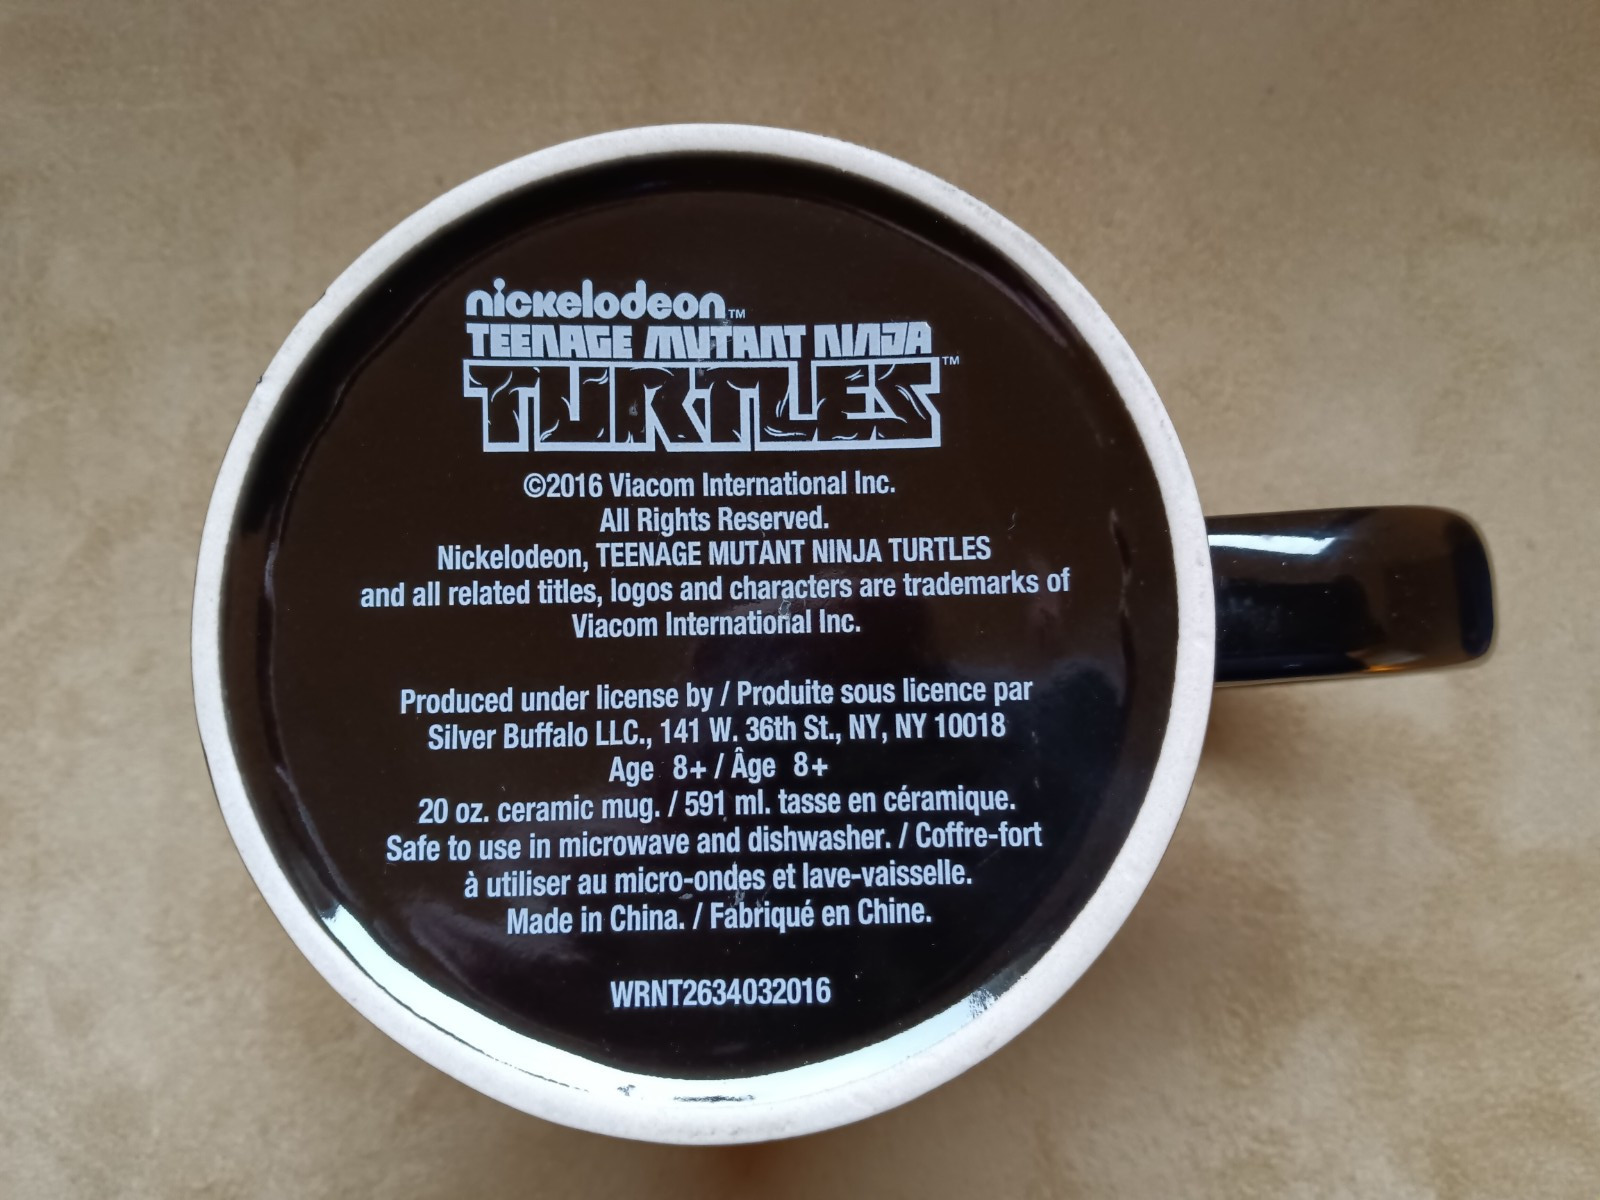 nickelodeon™
TEENAGE MUTANT NINJA
TURTLES™
©2016 Viacom International Inc.
All Rights Reserved.
Nickelodeon, TEENAGE MUTANT NINJA TURTLES
and all related titles, logos and characters are trademarks of
Viacom International Inc.
Produced under license by / Produite sous licence par
Silver Buffalo LLC., 141 W. 36th St., NY, NY 10018
Age 8+ / Âge 8+
20 oz. ceramic mug. / 591 ml. tasse en céramique.
Safe to use in microwave and dishwasher. / Coffre-fort
à utiliser au micro-ondes et lave-vaisselle.
Made in China. / Fabriqué en Chine.
WRNT2634032016